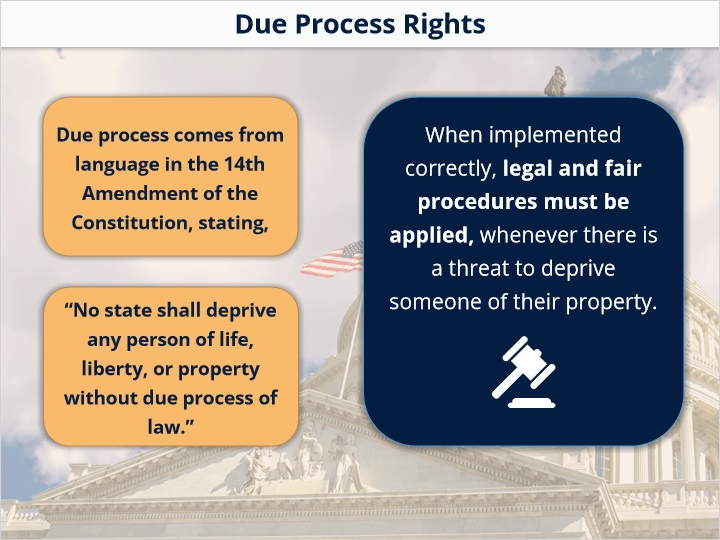 Due Process Rights
Due process comes from
language in the 14th
Amendment of the
Constitution, stating,
“No state shall deprive
any person of life,
liberty, or property
without due process of
law.”
When implemented
correctly, legal and fair
procedures must be
applied, whenever there is
a threat to deprive
someone of their property.